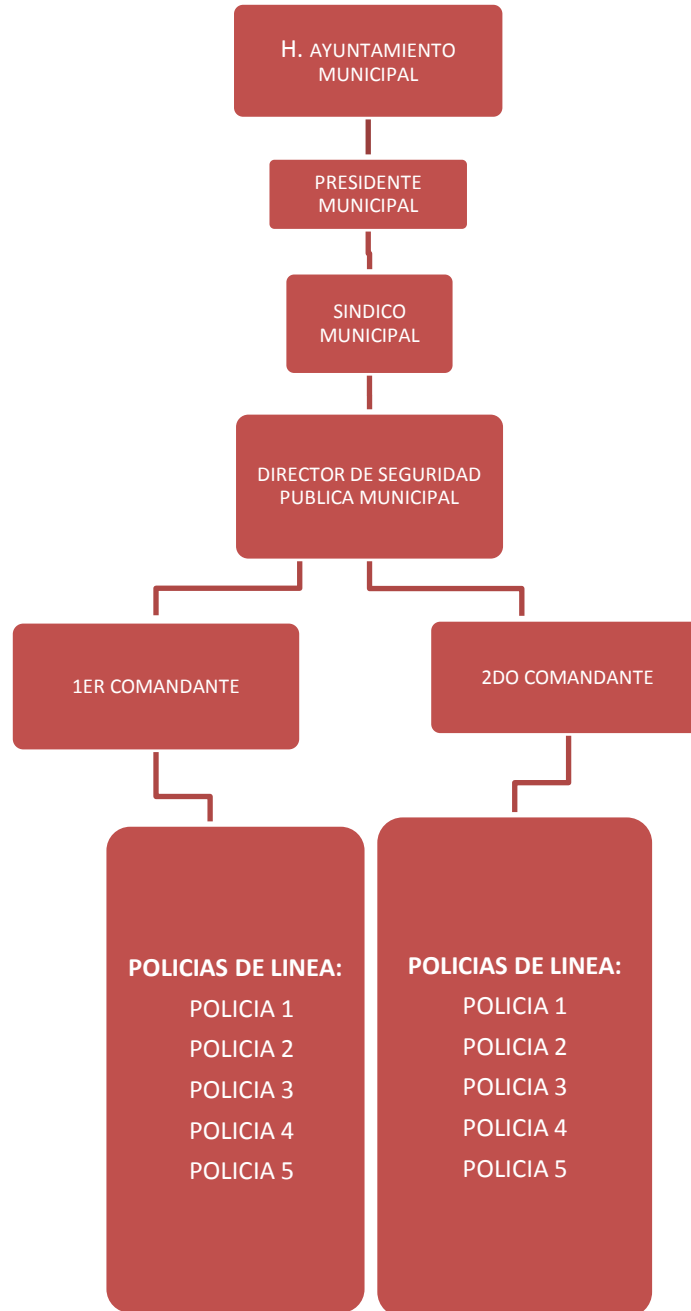 H. AYUNTAMIENTO
MUNICIPAL
PRESIDENTE
MUNICIPAL
SINDICO
MUNICIPAL
DIRECTOR DE SEGURIDAD
PUBLICA MUNICIPAL
1ER COMANDANTE
2DO COMANDANTE
POLICIAS DE LINEA:
POLICIA 1
POLICIA 2
POLICIA 3
POLICIA 4
POLICIA 5
POLICIAS DE LINEA:
POLICIA 1
POLICIA 2
POLICIA 3
POLICIA 4
POLICIA 5